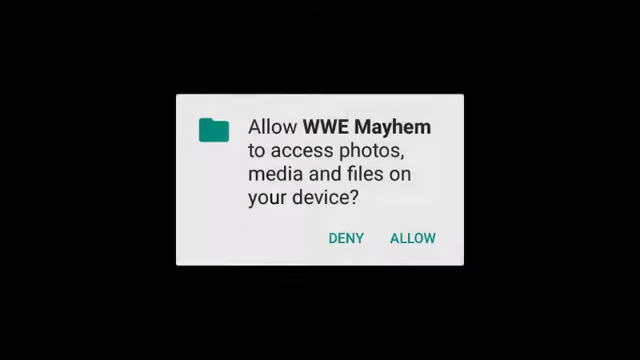 Allow WWE Mayhem
to access photos,
media and files on
your device?
DENY ALLOW